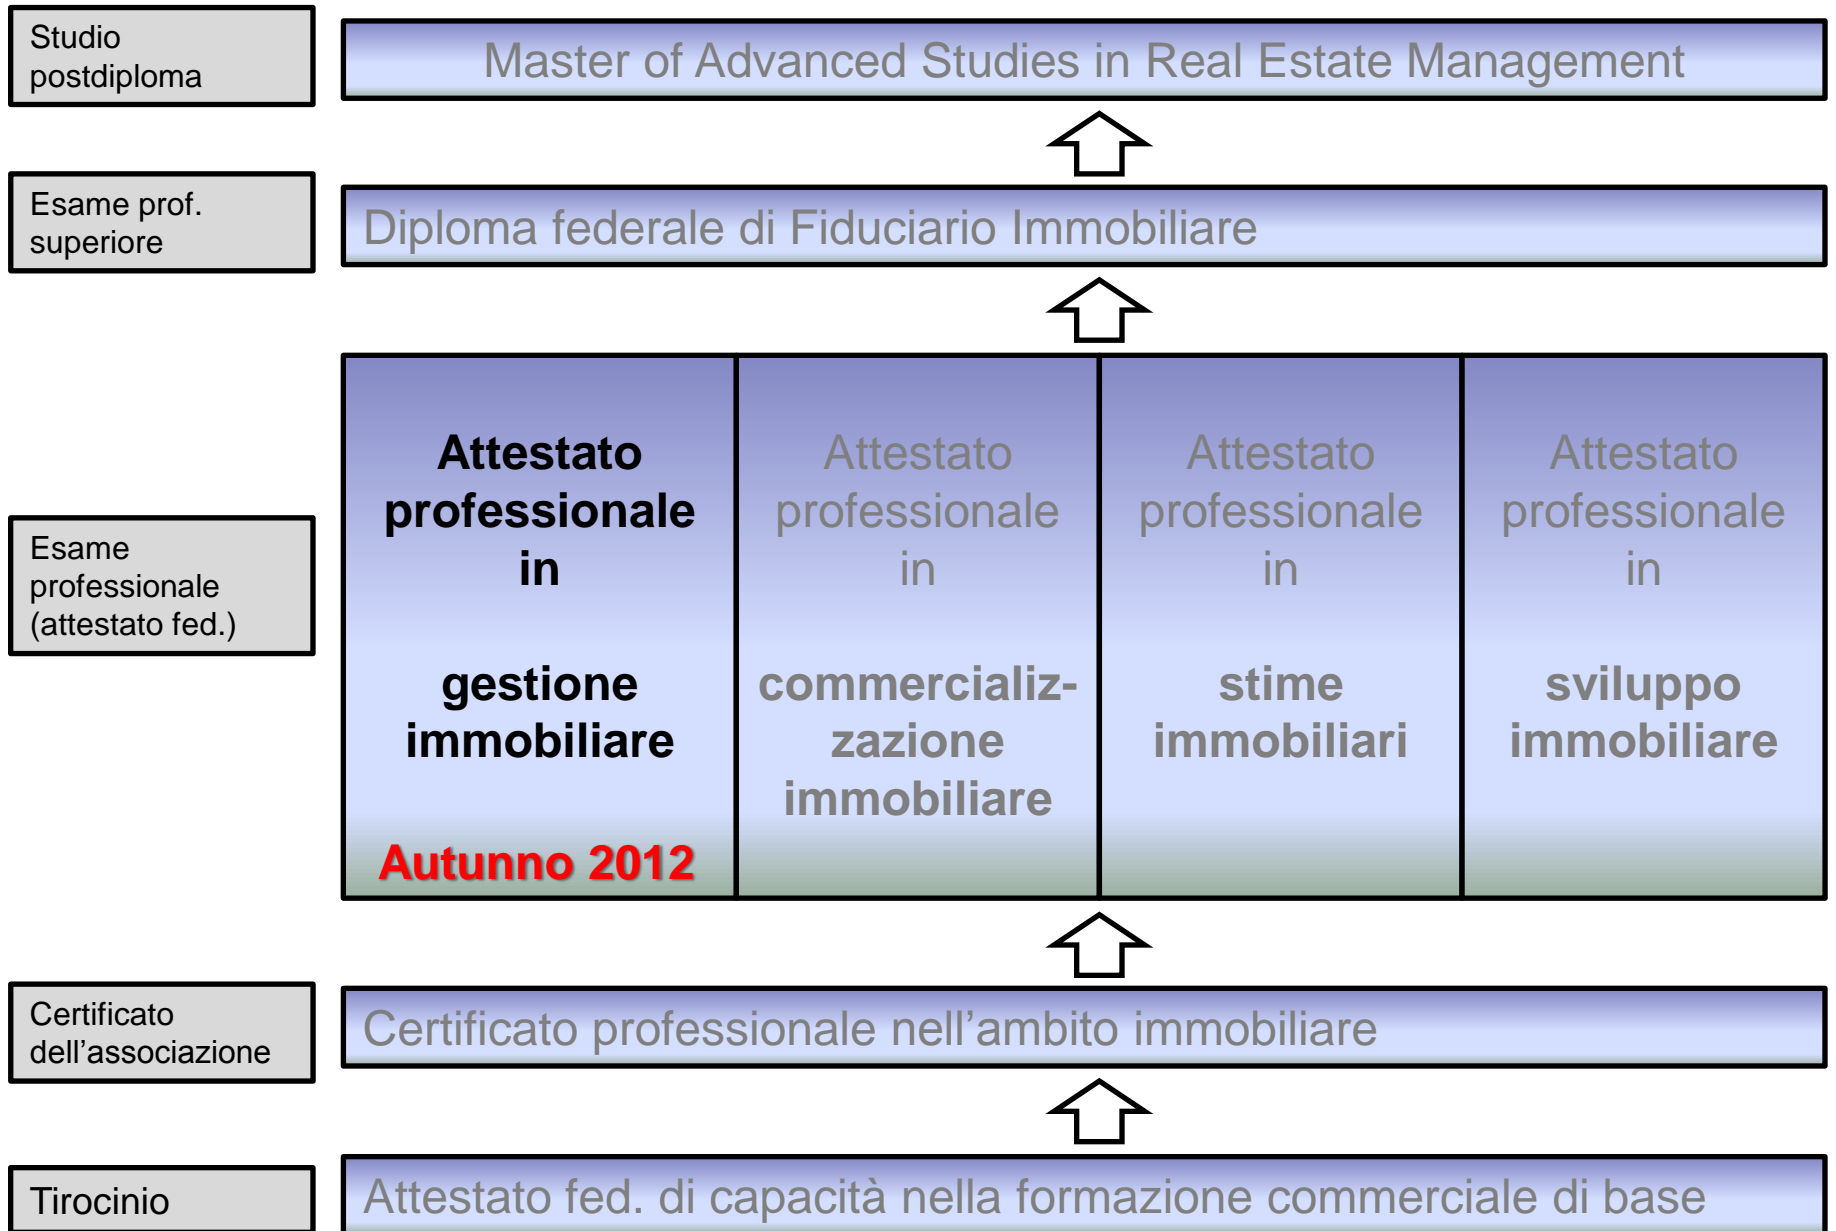 Studio
postdiploma
Master of Advanced Studies in Real Estate Management
Esame prof.
superiore
Diploma federale di Fiduciario Immobiliare
Esame
professionale
(attestato fed.)
Attestato
professionale
in
gestione
immobiliare
Autunno 2012
Attestato
professionale
in
commercializ-
zazione
immobiliare
Attestato
professionale
in
stime
immobiliari
Attestato
professionale
in
sviluppo
immobiliare
Certificato
dell’associazione
Certificato professionale nell’ambito immobiliare
Tirocinio
Attestato fed. di capacità nella formazione commerciale di base